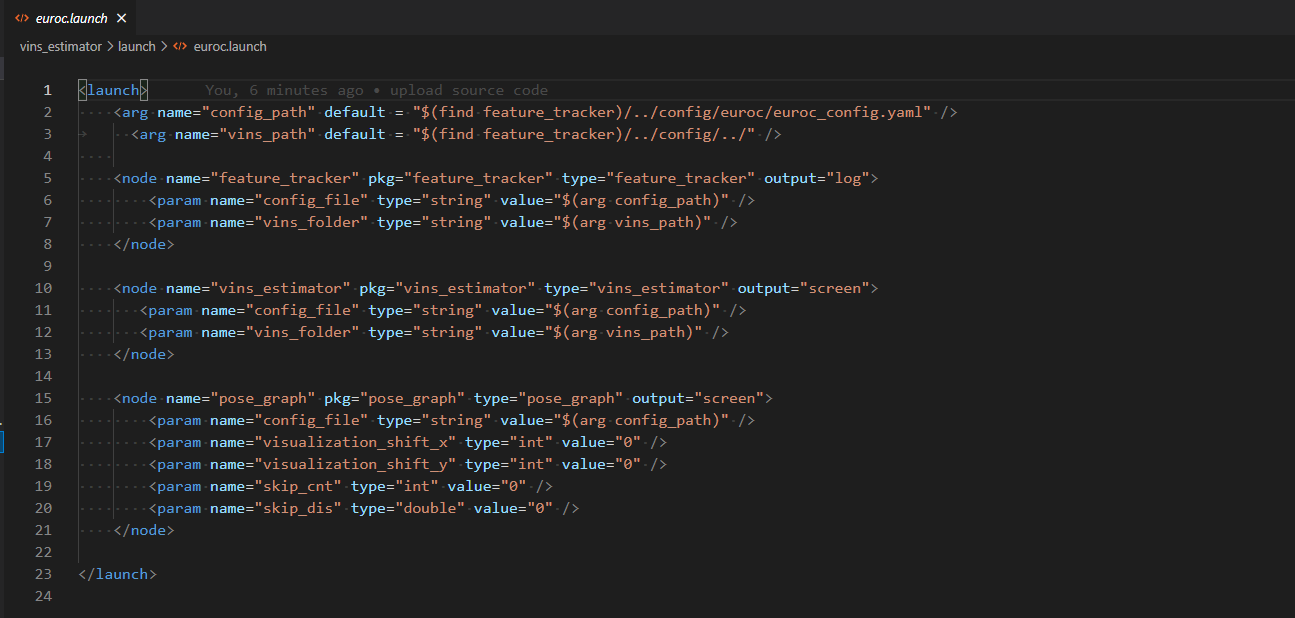 euroc.launch
vins_estimator > launch > euroc.launch
1 <launch> You, 6 minutes ago • upload source code
2 <arg name="config_path" default = "$(find feature_tracker)/../config/euroc/euroc_config.yaml" />
3 <arg name="vins_path" default = "$(find feature_tracker)/../config/../" />
4
5 <node name="feature_tracker" pkg="feature_tracker" type="feature_tracker" output="log">
6 <param name="config_file" type="string" value="$(arg config_path)" />
7 <param name="vins_folder" type="string" value="$(arg vins_path)" />
8 </node>
9
10 <node name="vins_estimator" pkg="vins_estimator" type="vins_estimator" output="screen">
11 <param name="config_file" type="string" value="$(arg config_path)" />
12 <param name="vins_folder" type="string" value="$(arg vins_path)" />
13 </node>
14
15 <node name="pose_graph" pkg="pose_graph" type="pose_graph" output="screen">
16 <param name="config_file" type="string" value="$(arg config_path)" />
17 <param name="visualization_shift_x" type="int" value="0" />
18 <param name="visualization_shift_y" type="int" value="0" />
19 <param name="skip_cnt" type="int" value="0" />
20 <param name="skip_dis" type="double" value="0" />
21 </node>
22
23 </launch>
24